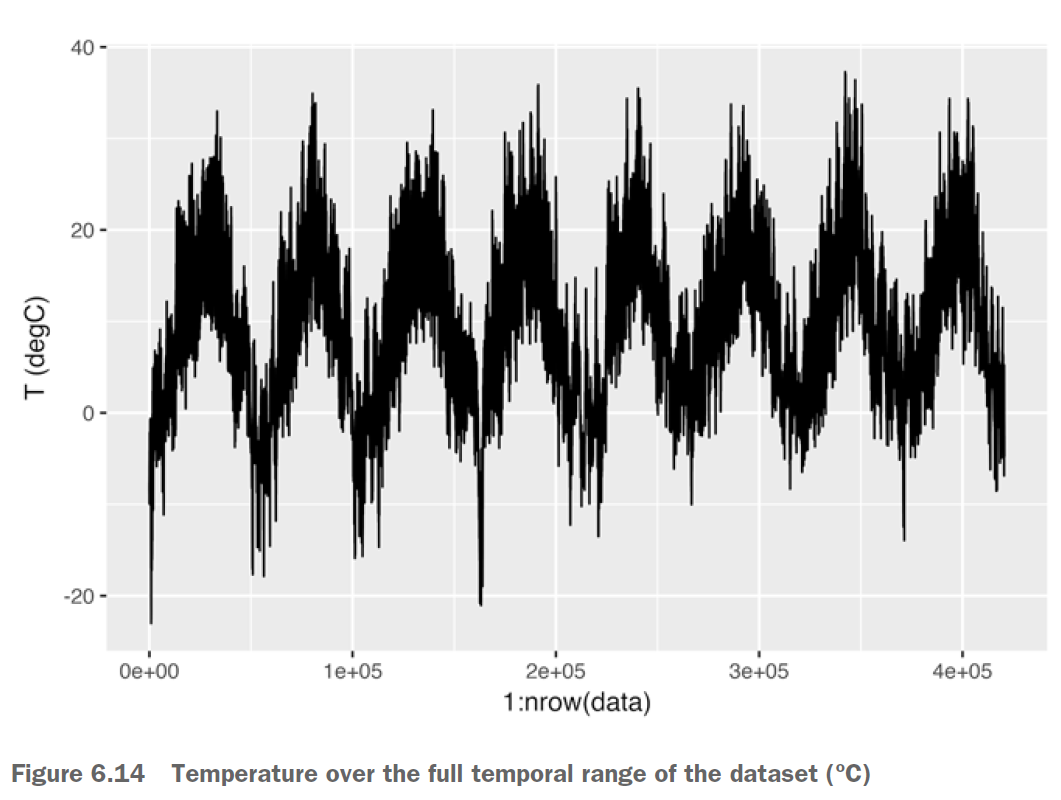 40
20
0
-20
T (degC)
0e+00 1e+05 2e+05 3e+05 4e+05
1:nrow(data)
Figure 6.14 Temperature over the full temporal range of the dataset (ºC)